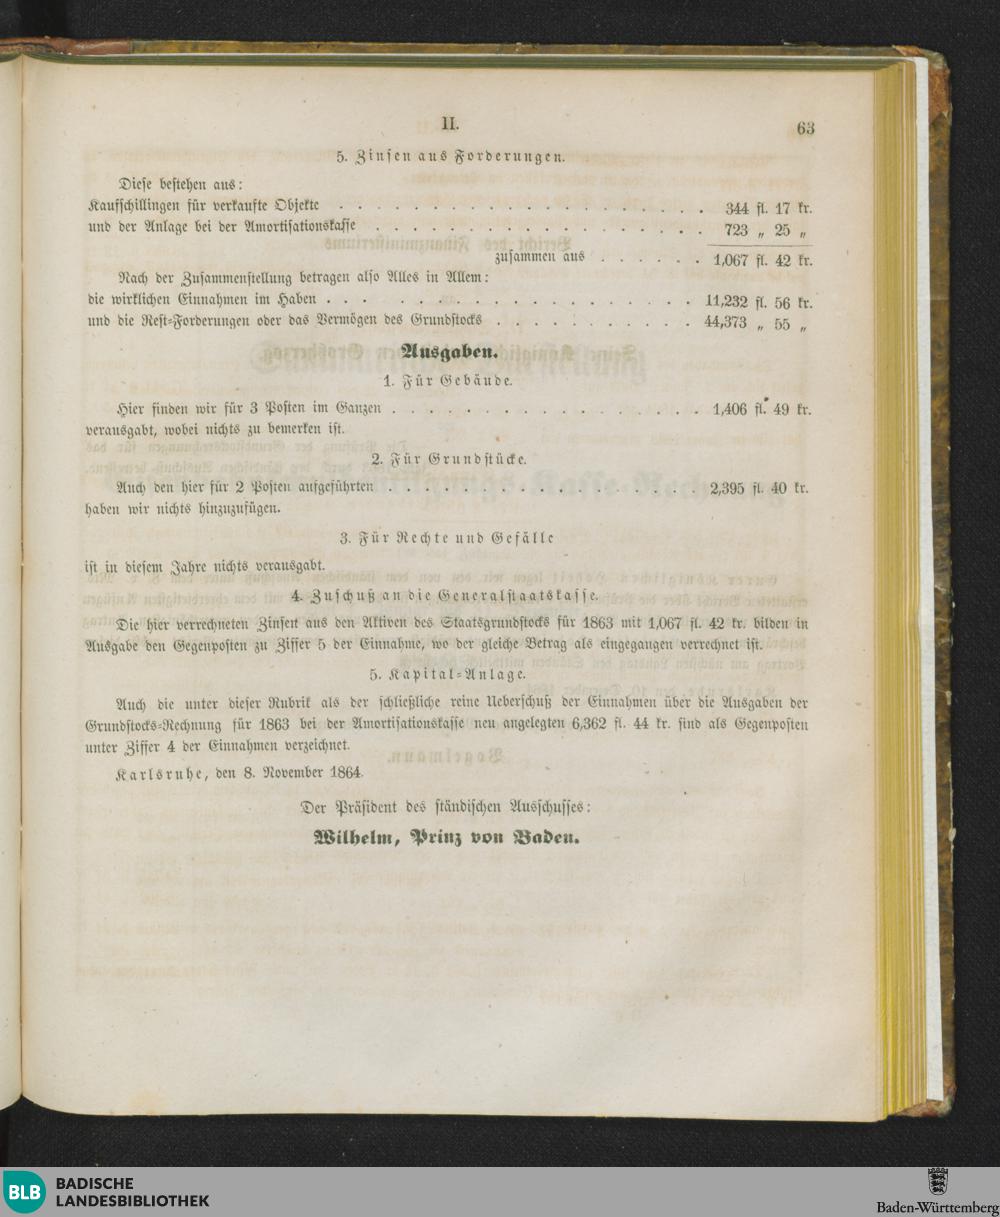 II.
63
5. Zinsen aus Forderungen.
Diese bestehen aus:
Kaufschillingen für verkaufte Objekte . . . . . . . . . . . . . . . . . . . 344 fl. 17 kr.
und der Anlage bei der Amortisationskasse . . . . . . . . . . . . . . . . . 723 „ 25 „
zusammen aus . . . . . . 1,067 fl. 42 kr.
Nach der Zusammenstellung betragen also Alles in Allem:
die wirklichen Einnahmen im Haben . . . . . . . . . . . . . . . . . . 11,232 fl. 56 kr.
und die Rest-Forderungen oder das Vermögen des Grundstocks . . . . . . . . . . . 44,373 „ 55 „
Ausgaben.
1. Für Gebäude.
Hier finden wir für 3 Posten im Ganzen . . . . . . . . . . . . . . . . . 1,406 fl. 49 kr.
verausgabt, wobei nichts zu bemerken ist.
2. Für Grundstücke.
Auch den hier für 2 Posten aufgeführten . . . . . . . . . . . . . . . . . 2,395 fl. 40 kr.
haben wir nichts hinzuzufügen.
3. Für Rechte und Gefälle
ist in diesem Jahre nichts verausgabt.
4. Zuschuß an die Generalstaatskasse.
Die hier verrechneten Zinsen aus den Aktiven des Staatsgrundstocks für 1863 mit 1,067 fl. 42 kr. bilden in
Ausgabe den Gegenposten zu Ziffer 5 der Einnahme, wo der gleiche Betrag als eingegangen verrechnet ist.
5. Kapital-Anlage.
Auch die unter dieser Rubrik als der schließliche reine Ueberschuß der Einnahmen über die Ausgaben der
Grundstocks-Rechnung für 1863 bei der Amortisationskasse neu angelegten 6,362 fl. 44 kr. sind als Gegenposten
unter Ziffer 4 der Einnahmen verzeichnet.
Karlsruhe, den 8. November 1864.
Der Präsident des ständischen Ausschusses:
Wilhelm, Prinz von Baden.
BLB BADISCHE
LANDESBIBLIOTHEK
Baden-Württemberg